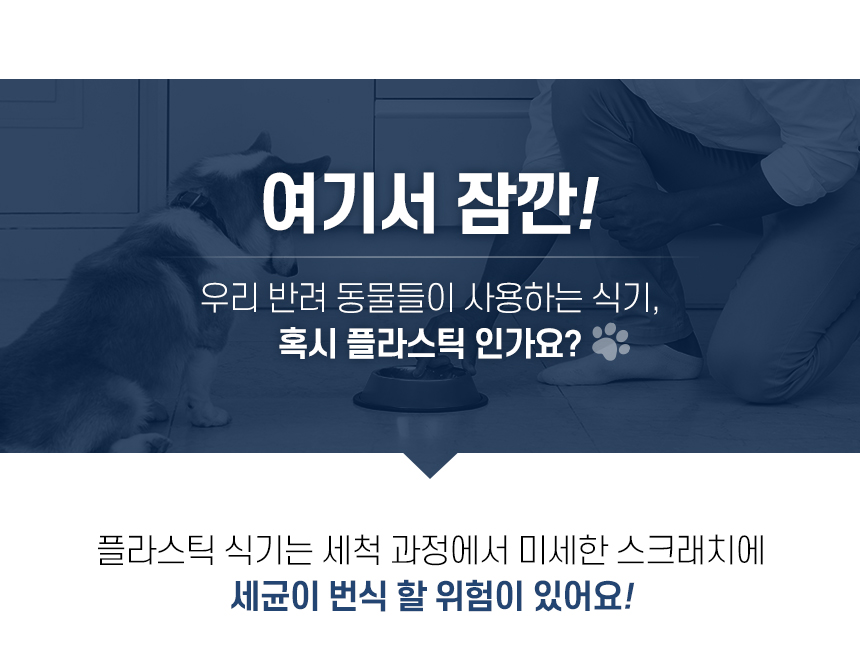 여기서 잠깐!
우리 반려 동물들이 사용하는 식기,
혹시 플라스틱 인가요?
플라스틱 식기는 세척 과정에서 미세한 스크래치에
세균이 번식 할 위험이 있어요!